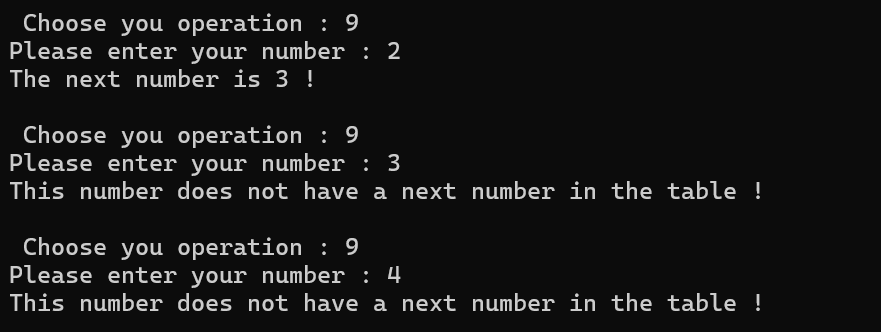 Choose you operation : 9
Please enter your number : 2
The next number is 3 !
Choose you operation : 9
Please enter your number : 3
This number does not have a next number in the table !
Choose you operation : 9
Please enter your number : 4
This number does not have a next number in the table !